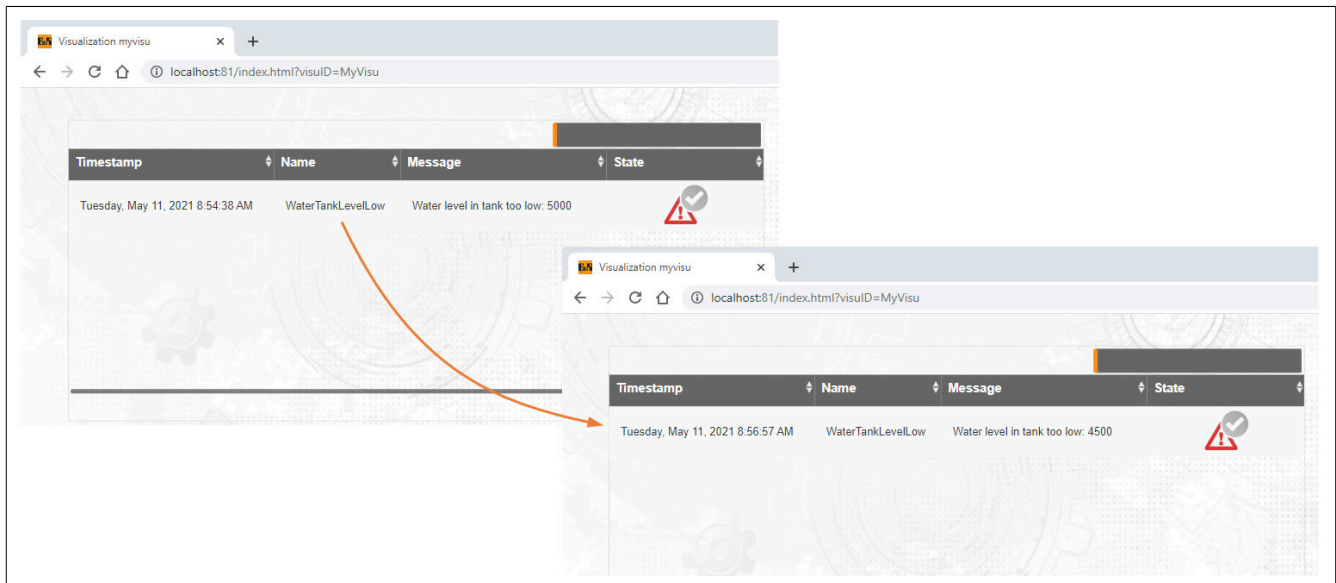 B&R Visualization myvisu
localhost:81/index.html?visuID=MyVisu
Timestamp Name Message State
Tuesday, May 11, 2021 8:54:38 AM WaterTankLevelLow Water level in tank too low: 5000
B&R Visualization myvisu
localhost:81/index.html?visuID=MyVisu
Timestamp Name Message State
Tuesday, May 11, 2021 8:56:57 AM WaterTankLevelLow Water level in tank too low: 4500